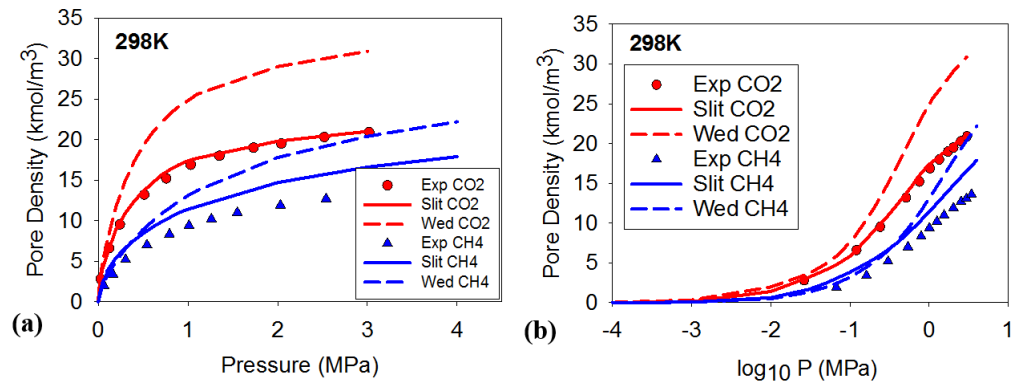 298K
Pore Density (kmol/m³)
35
30
25
20
15
10
5
0
Exp CO2
Slit CO2
Wed CO2
Exp CH4
Slit CH4
Wed CH4
0 1 2 3 4
Pressure (MPa)
(a)
298K
Pore Density (kmol/m³)
35
30
25
20
15
10
5
0
Exp CO2
Slit CO2
Wed CO2
Exp CH4
Slit CH4
Wed CH4
-4 -3 -2 -1 0 1
log₁₀ P (MPa)
(b)